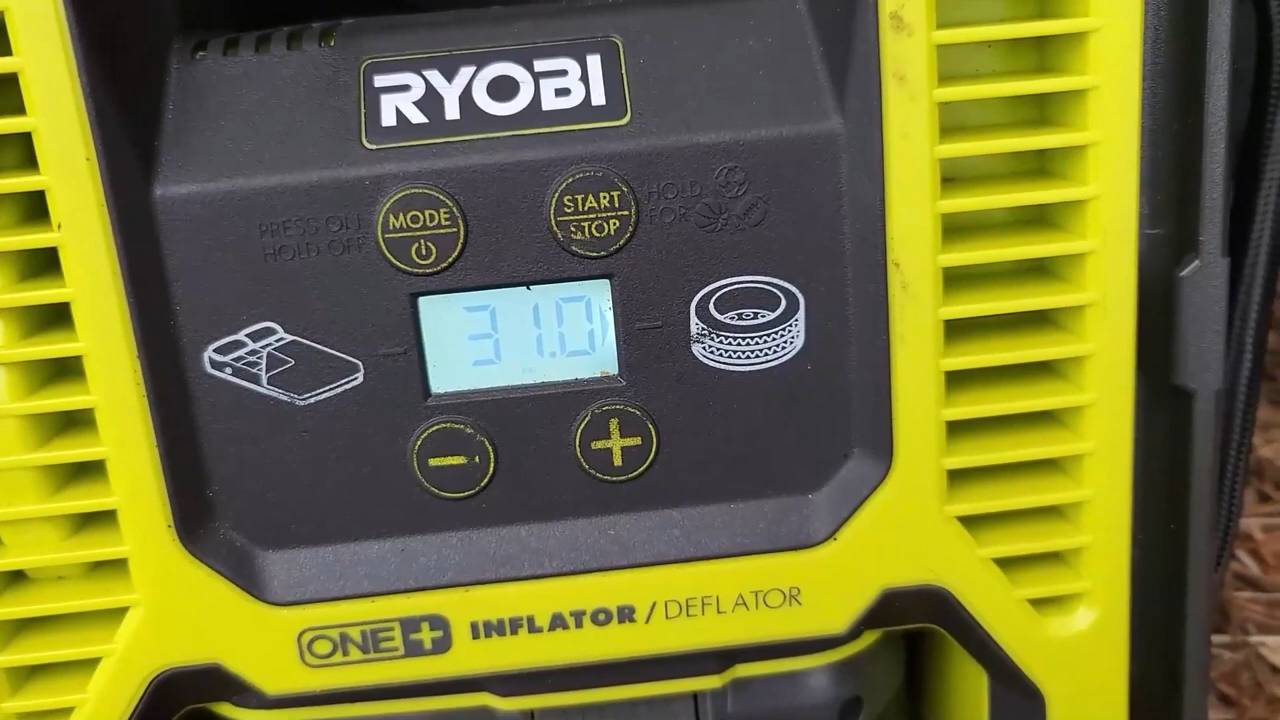 RYOBI
PRESS ON
HOLD OFF
MODE
START
STOP
HOLD
FOR
31.0
ONE+ INFLATOR / DEFLATOR